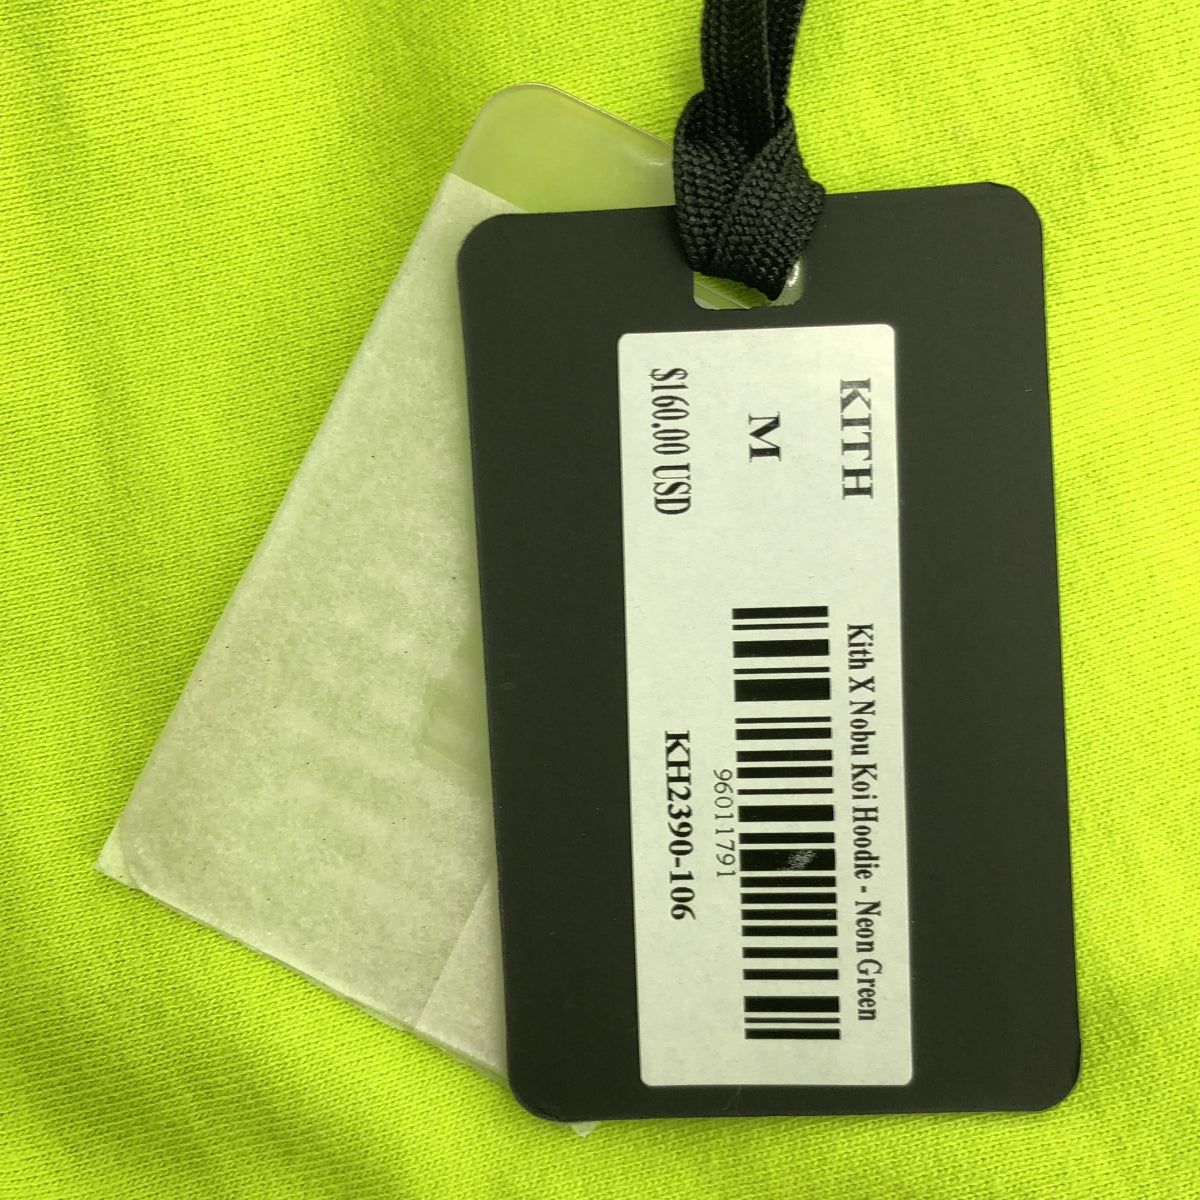 KITH
Kith X Nobu Koi Hoodie - Neon Green
M
96011791
$160.00 USD
KH2390-106